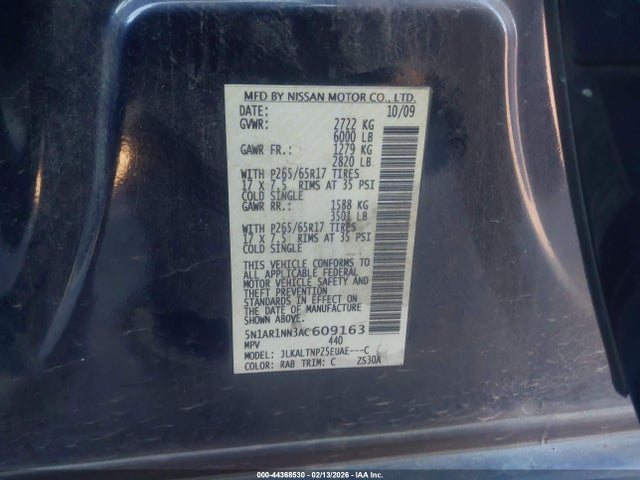 MFD BY NISSAN MOTOR CO., LTD.
DATE: 10/09
GVWR: 2722 KG
6000 LB
GAWR FR.: 1279 KG
2820 LB
WITH P265/65R17 TIRES
17 X 7.5 RIMS AT 35 PSI
COLD SINGLE
GAWR RR.: 1588 KG
3501 LB
WITH P265/65R17 TIRES
17 X 7.5 RIMS AT 35 PSI
COLD SINGLE
THIS VEHICLE CONFORMS TO
ALL APPLICABLE FEDERAL
MOTOR VEHICLE SAFETY AND
AND THEFT PREVENTION
STANDARDS IN EFFECT ON
THE DATE OF MANUFACTURE
SHOWN ABOVE.
5N1AR1NN3AC609163
MPV 440
MODEL: JLKALTNP25EUAE---C
COLOR: RAB TRIM: C ZS30A
000-44368530 - 02/13/2026 - IAA Inc.